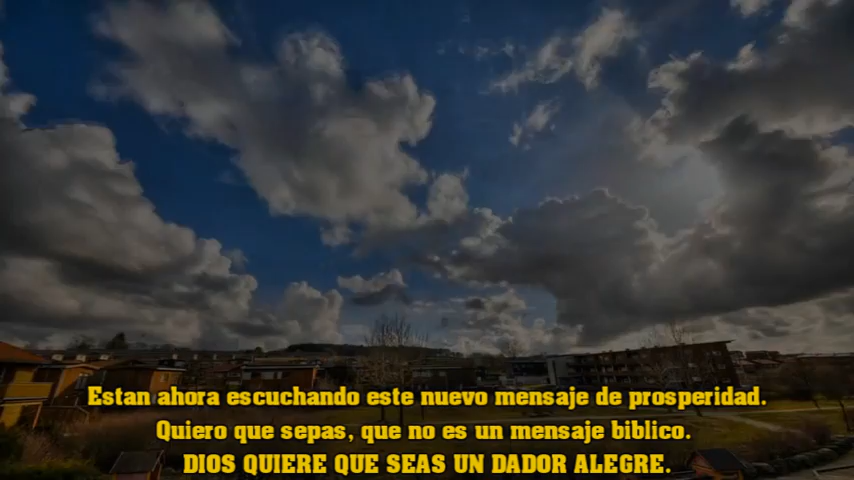 Estan ahora escuchando este nuevo mensaje de prosperidad.
Quiero que sepas, que no es un mensaje biblico.
DIOS QUIERE QUE SEAS UN DADOR ALEGRE.